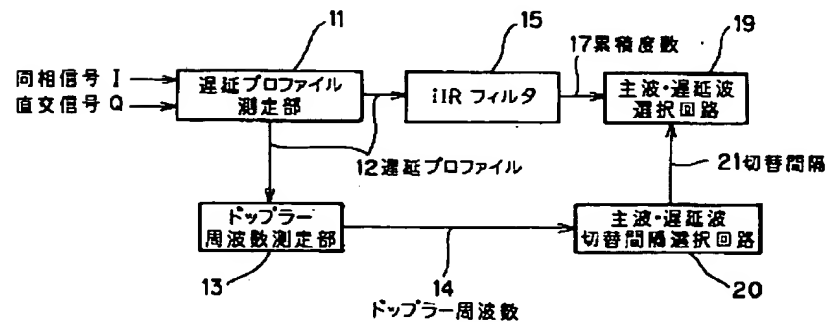 11
15
17累積度数
19
同相信号 I
直交信号 Q
遅延プロファイル
測定部
iIR フィルタ
主波・遅延波
選択回路
12遅延プロファイル
21切替間隔
ドップラー
周波数測定部
主波・遅延波
切替間隔選択回路
13
14
20
ドップラー周波数